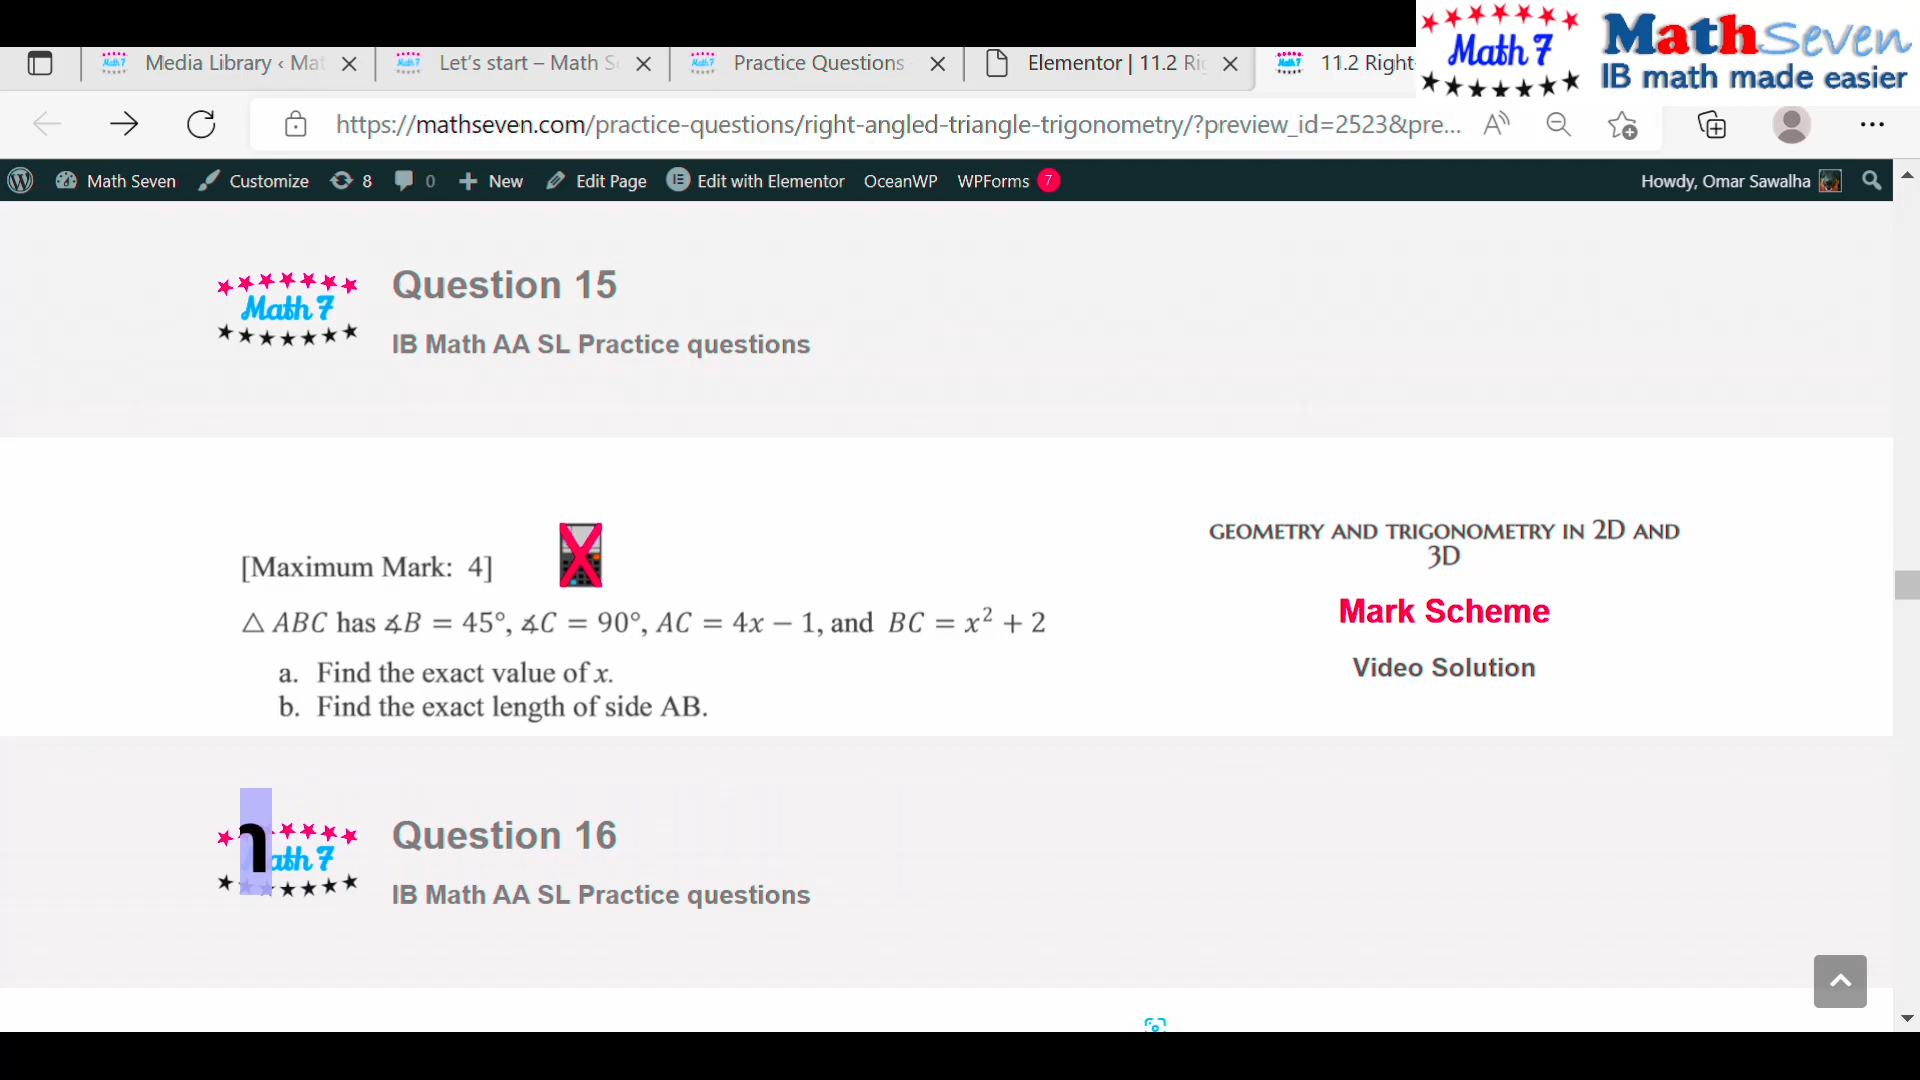 Math 7
MathSeven
IB math made easier
Media Library ‹ Mat
Let's start – Math S
Practice Questions
Elementor | 11.2 Ri
11.2 Right-
https://mathseven.com/practice-questions/right-angled-triangle-trigonometry/?preview_id=2523&pre...
Math Seven Customize 8 0 New Edit Page Edit with Elementor OceanWP WPForms 7 Howdy, Omar Sawalha
Math 7
Question 15
IB Math AA SL Practice questions
[Maximum Mark: 4]
△ ABC has ∡B = 45°, ∡C = 90°, AC = 4x − 1, and BC = x² + 2
a. Find the exact value of x.
b. Find the exact length of side AB.
GEOMETRY AND TRIGONOMETRY IN 2D AND
3D
Mark Scheme
Video Solution
ath 7
Question 16
IB Math AA SL Practice questions